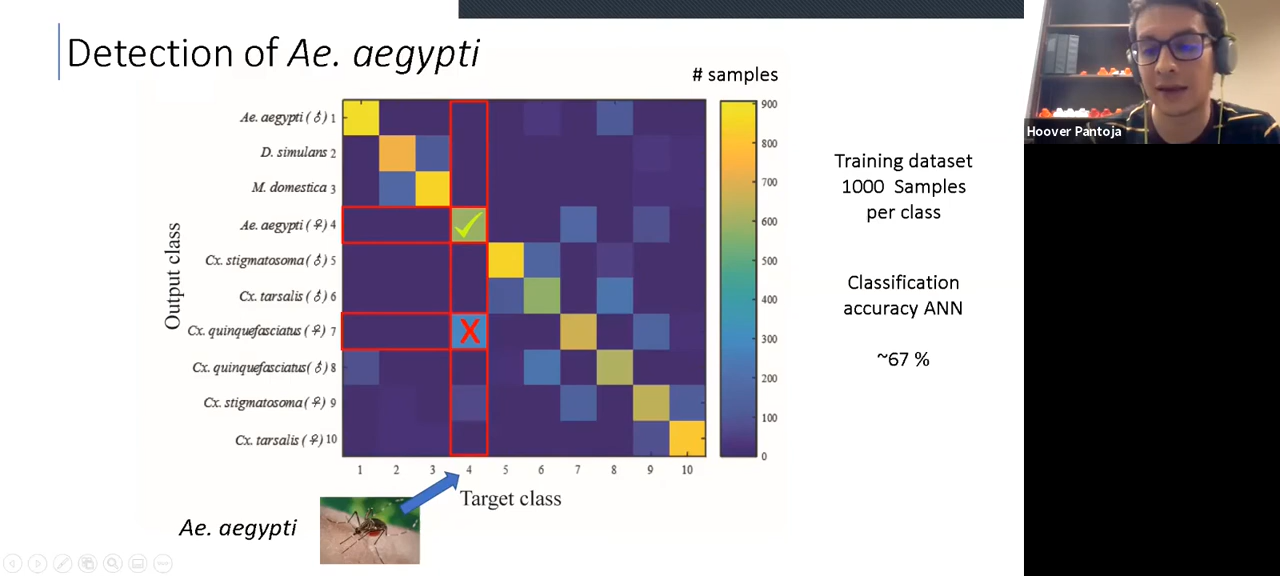 Detection of Ae. aegypti
# samples
Hoover Pantoja
Output class
Ae. aegypti (♂) 1
D. simulans 2
M. domestica 3
Ae. aegypti (♀) 4
Cx. stigmatosoma (♂) 5
Cx. tarsalis (♂) 6
Cx. quinquefasciatus (♀) 7
Cx. quinquefasciatus(♂) 8
Cx. stigmatosoma (♀) 9
Cx. tarsalis (♀) 10
X
900
800
700
600
500
400
300
200
100
0
1 2 3 4 5 6 7 8 9 10
Target class
Ae. aegypti
Training dataset
1000 Samples
per class
Classification
accuracy ANN
~67 %